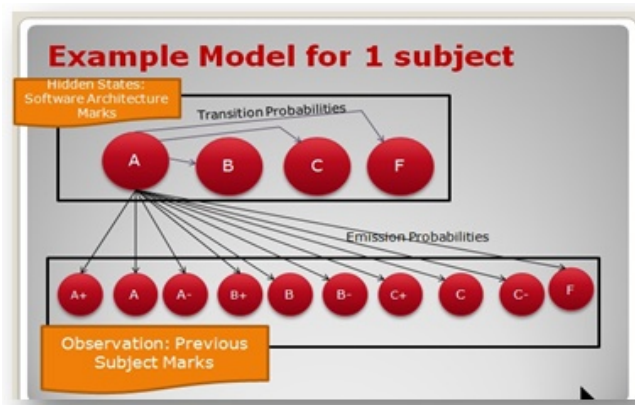 Example Model for 1 subject
Hidden States:
Software Architecture
Marks
Transition Probabilities
A
B
C
F
Emission Probabilities
A+
A
A-
B+
B
B-
C+
C
C-
F
Observation: Previous
Subject Marks